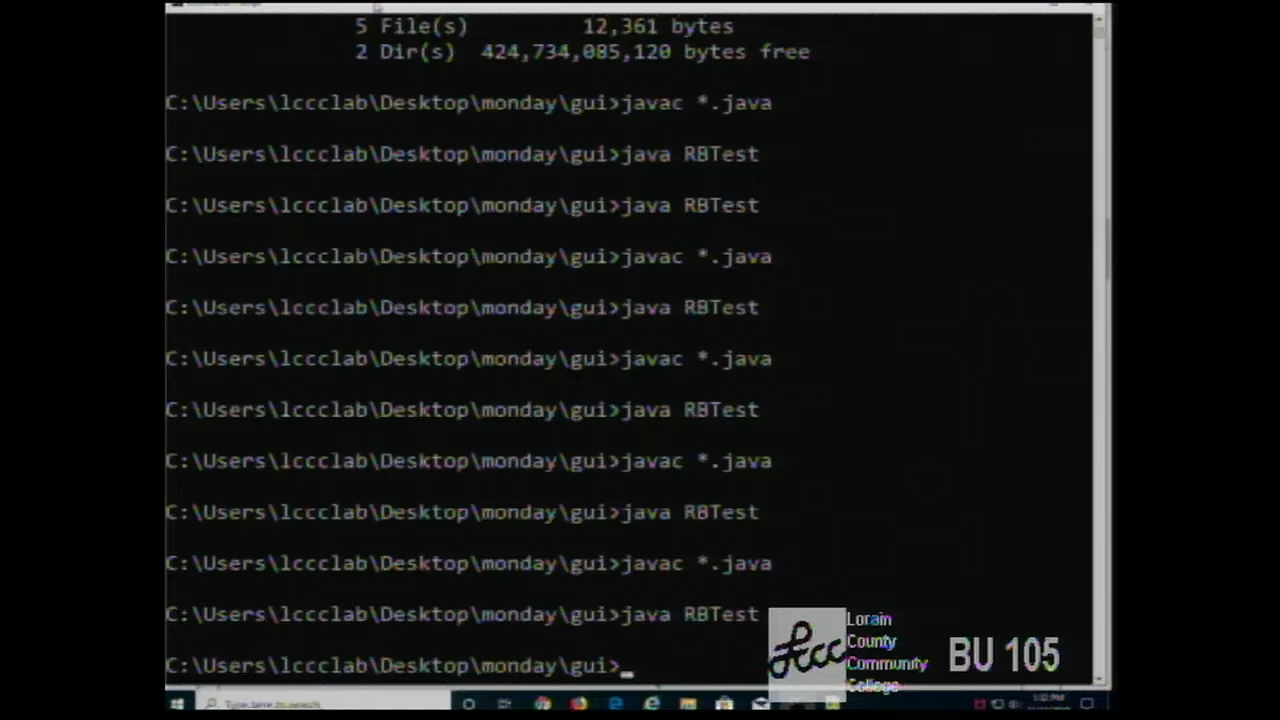 5 File(s) 12,361 bytes
2 Dir(s) 424,734,085,120 bytes free
C:\Users\lccclab\Desktop\monday\gui>javac *.java
C:\Users\lccclab\Desktop\monday\gui>java RBTest
C:\Users\lccclab\Desktop\monday\gui>java RBTest
C:\Users\lccclab\Desktop\monday\gui>javac *.java
C:\Users\lccclab\Desktop\monday\gui>java RBTest
C:\Users\lccclab\Desktop\monday\gui>javac *.java
C:\Users\lccclab\Desktop\monday\gui>java RBTest
C:\Users\lccclab\Desktop\monday\gui>javac *.java
C:\Users\lccclab\Desktop\monday\gui>java RBTest
C:\Users\lccclab\Desktop\monday\gui>javac *.java
C:\Users\lccclab\Desktop\monday\gui>java RBTest
C:\Users\lccclab\Desktop\monday\gui>_
lccc
Lorain
County
Community
College
BU 105
Type here to search